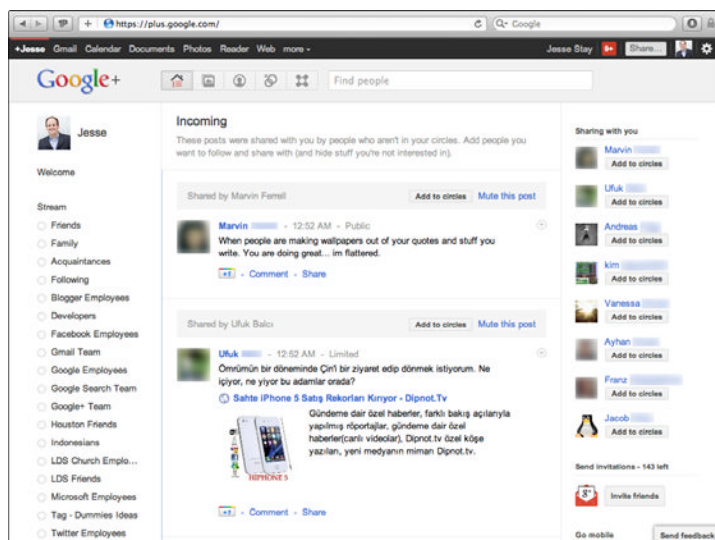 https://plus.google.com/
Google
+Jesse Gmail Calendar Documents Photos Reader Web more
Jesse Stay
Share...
Google+
Find people
Jesse
Welcome
Stream
Friends
Family
Acquaintances
Following
Blogger Employees
Developers
Facebook Employees
Gmail Team
Google Employees
Google Search Team
Google+ Team
Houston Friends
Indonesians
LDS Church Emplo...
LDS Friends
Microsoft Employees
Tag - Dummies Ideas
Twitter Employees
Incoming
These posts were shared with you by people who aren't in your circles. Add people you
want to follow and share with (and hide stuff you're not interested in).
Shared by Marvin Ferrell Add to circles Mute this post
Marvin - 12:52 AM - Public
When people are making wallpapers out of your quotes and stuff you
write. You are doing great... im flattered.
+1 - Comment - Share
Shared by Ufuk Balcı Add to circles Mute this post
Ufuk - 12:52 AM - Limited
Ömrümün bir döneminde Çin'i bir ziyaret edip dönmek istiyorum. Ne
içiyor, ne yiyor bu adamlar orada?
Sahte iPhone 5 Satış Rekorları Kırıyor - Dipnot.Tv
Gündeme dair özel haberler, farklı bakış açılarıyla
yapılmış röportajlar, gündeme dair özel
haberler(canlı videolar), Dipnot.tv özel köşe
yazıları, yeni medyanın mimarı Dipnot.tv.
HIPHONE 5
+1 - Comment - Share
Sharing with you
Marvin
Add to circles
Ufuk
Add to circles
Andreas
Add to circles
kim
Add to circles
Vanessa
Add to circles
Ayhan
Add to circles
Franz
Add to circles
Jacob
Add to circles
Send invitations - 143 left
Invite friends
Go mobile
Send feedback